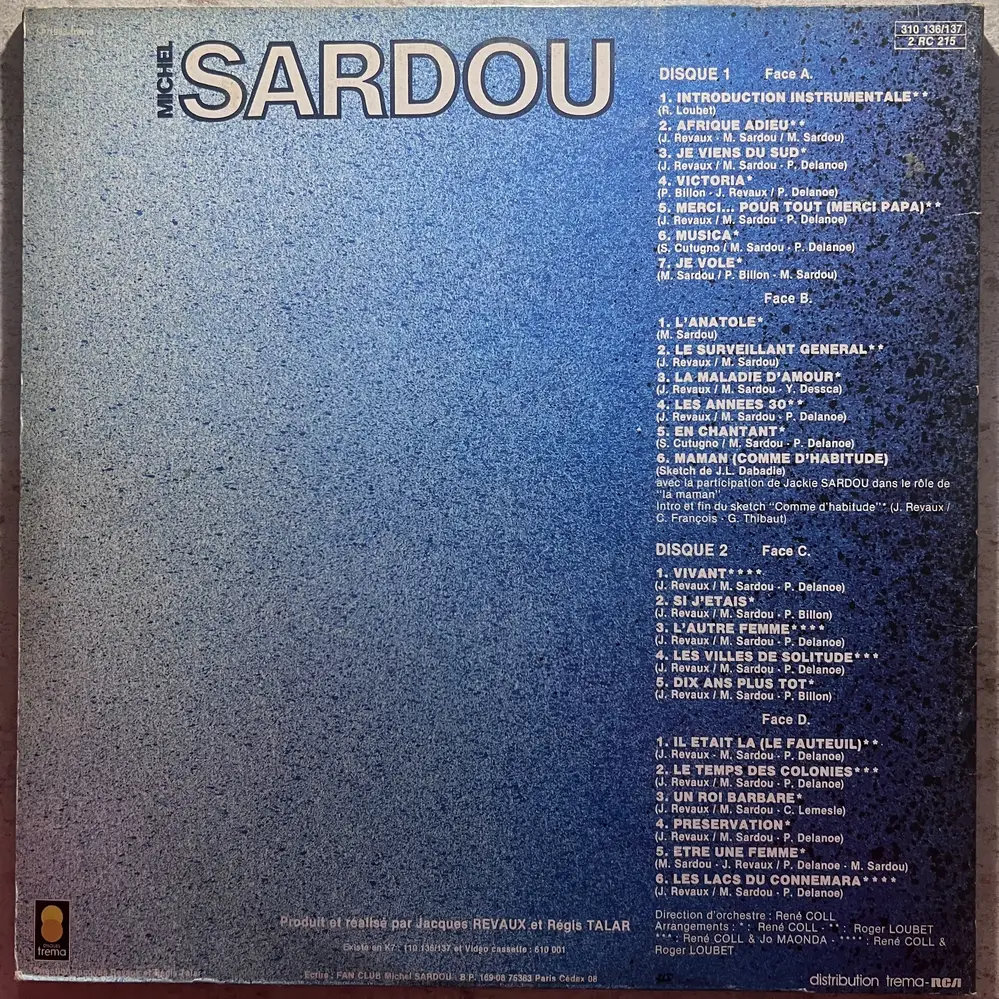 MICHEL
SARDOU
310 136/137
2 RC 215
DISQUE 1 Face A.
1. INTRODUCTION INSTRUMENTALE**
(R. Loubet)
2. AFRIQUE ADIEU**
(J. Revaux - M. Sardou / M. Sardou)
3. JE VIENS DU SUD*
(J. Revaux / M. Sardou - P. Delanoe)
4. VICTORIA*
(P. Billon - J. Revaux / P. Delanoe)
5. MERCI... POUR TOUT (MERCI PAPA)**
(J. Revaux / M. Sardou - P. Delanoe)
6. MUSICA*
(S. Cutugno / M. Sardou - P. Delanoe)
7. JE VOLE*
(M. Sardou / P. Billon - M. Sardou)
Face B.
1. L'ANATOLE*
(M. Sardou)
2. LE SURVEILLANT GENERAL**
(J. Revaux / M. Sardou)
3. LA MALADIE D'AMOUR*
(J. Revaux / M. Sardou - Y. Dessca)
4. LES ANNEES 30**
(J. Revaux / M. Sardou - P. Delanoe)
5. EN CHANTANT*
(S. Cutugno / M. Sardou - P. Delanoe)
6. MAMAN (COMME D'HABITUDE)
(Sketch de J.L. Dabadie)
avec la participation de Jackie SARDOU dans le rôle de
"la maman"
Intro et fin du sketch "Comme d'habitude"* (J. Revaux /
C. François - G. Thibaut)
DISQUE 2 Face C.
1. VIVANT****
(J. Revaux / M. Sardou - P. Delanoe)
2. SI J'ETAIS*
(J. Revaux / M. Sardou - P. Billon)
3. L'AUTRE FEMME****
(J. Revaux / M. Sardou - P. Delanoe)
4. LES VILLES DE SOLITUDE***
(J. Revaux / M. Sardou - P. Delanoe)
5. DIX ANS PLUS TOT*
(J. Revaux / M. Sardou - P. Billon)
Face D.
1. IL ETAIT LA (LE FAUTEUIL)**
(J. Revaux - M. Sardou - P. Delanoe)
2. LE TEMPS DES COLONIES***
(J. Revaux / M. Sardou - P. Delanoe)
3. UN ROI BARBARE*
(J. Revaux / M. Sardou - C. Lemesle)
4. PRESERVATION*
(J. Revaux / M. Sardou - P. Delanoe)
5. ETRE UNE FEMME*
(M. Sardou - J. Revaux / P. Delanoe - M. Sardou)
6. LES LACS DU CONNEMARA****
(J. Revaux / M. Sardou - P. Delanoe)
Direction d'orchestre : René COLL
Arrangements : * : René COLL - ** : Roger LOUBET
*** : René COLL & Jo MAONDA - **** : René COLL &
Roger LOUBET
Produit et réalisé par Jacques REVAUX et Régis TALAR
Existe en K7 : 110 136/137 et Vidéo cassette : 610 001
Ecrire : FAN CLUB Michel SARDOU - B.P. 169-08 75363 Paris Cédex 08
disques
trema
distribution trema-RCA